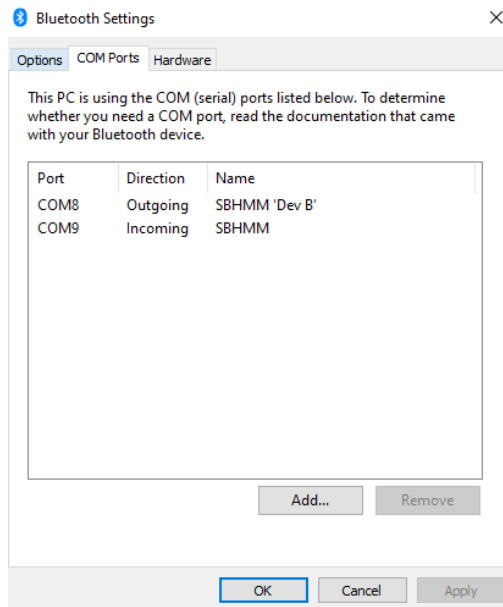 Bluetooth Settings
Options COM Ports Hardware
This PC is using the COM (serial) ports listed below. To determine
whether you need a COM port, read the documentation that came
with your Bluetooth device.
Port Direction Name
COM8 Outgoing SBHMM 'Dev B'
COM9 Incoming SBHMM
Add... Remove
OK Cancel Apply